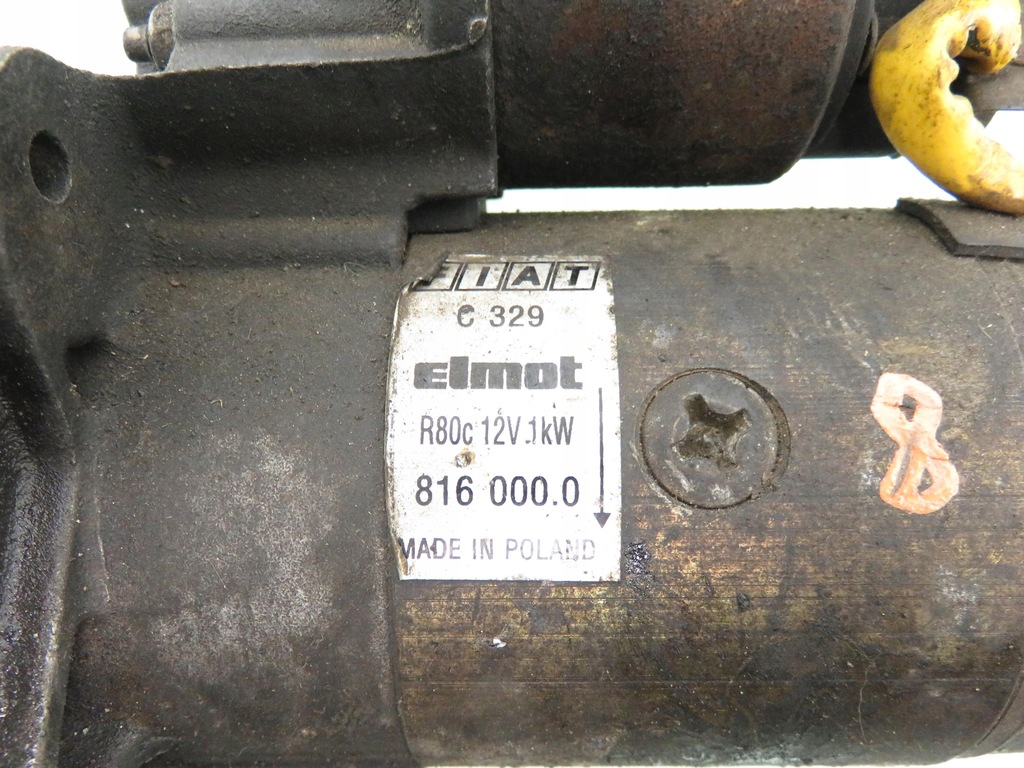 FIAT
C 329
elmot
R80c 12V 1kW
816 000.0
MADE IN POLAND
8